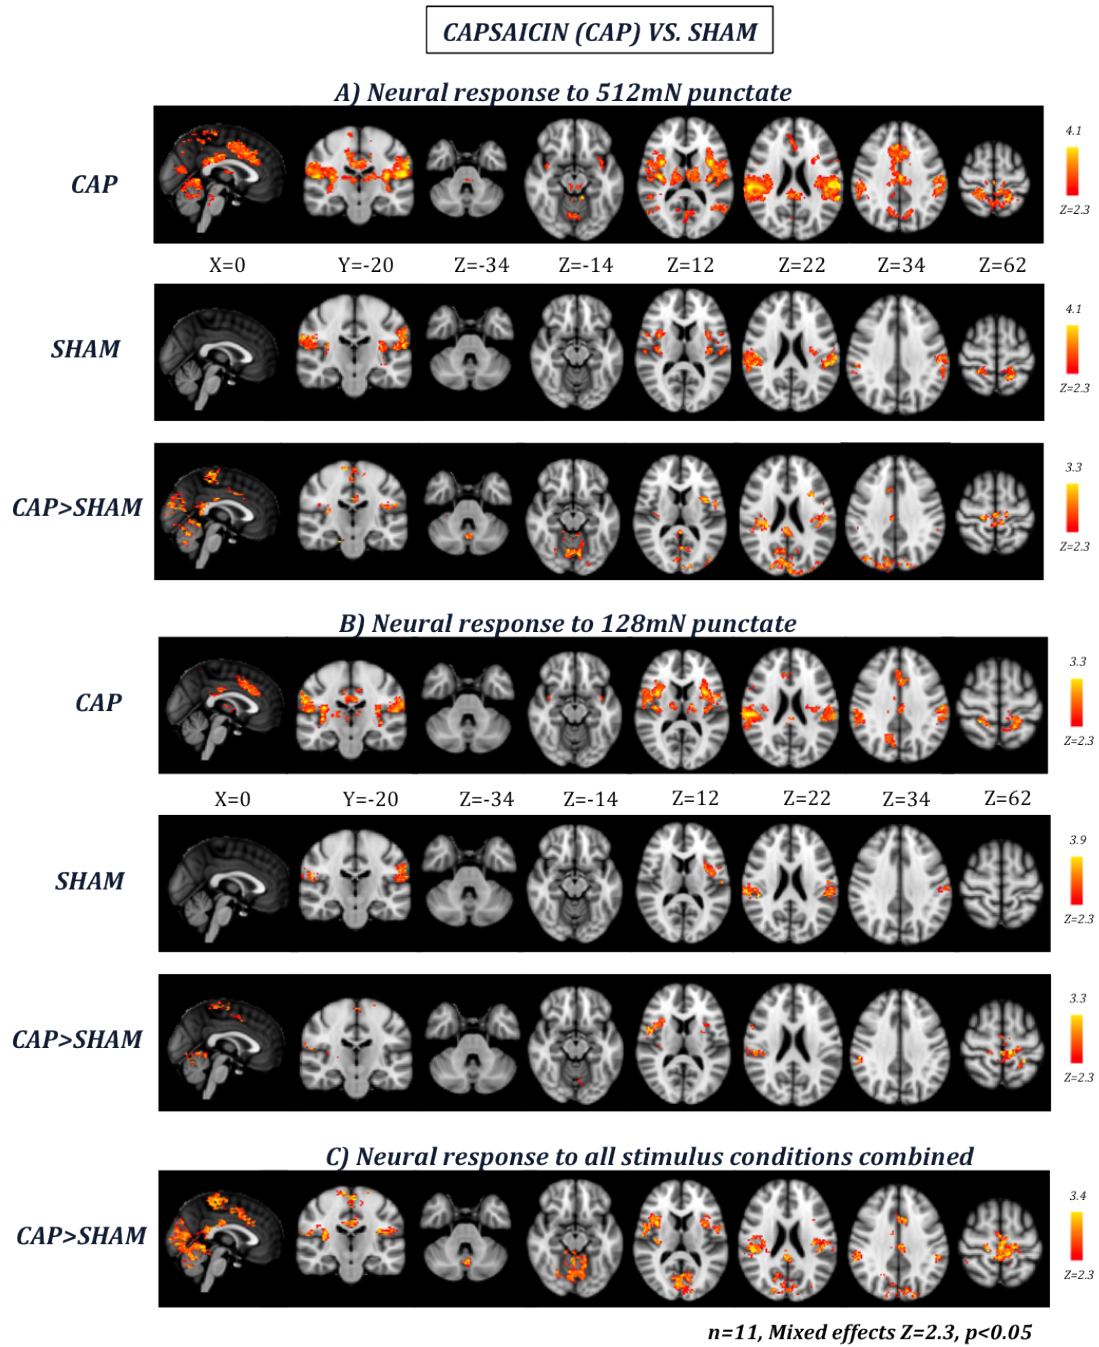 CAPSAICIN (CAP) VS. SHAM
A) Neural response to 512mN punctate
4.1
CAP
Z=2.3
X=0 Y=-20 Z=-34 Z=-14 Z=12 Z=22 Z=34 Z=62
4.1
SHAM
Z=2.3
3.3
CAP>SHAM
Z=2.3
B) Neural response to 128mN punctate
3.3
CAP
Z=2.3
X=0 Y=-20 Z=-34 Z=-14 Z=12 Z=22 Z=34 Z=62
3.9
SHAM
Z=2.3
3.3
CAP>SHAM
Z=2.3
C) Neural response to all stimulus conditions combined
3.4
CAP>SHAM
Z=2.3
n=11, Mixed effects Z=2.3, p<0.05